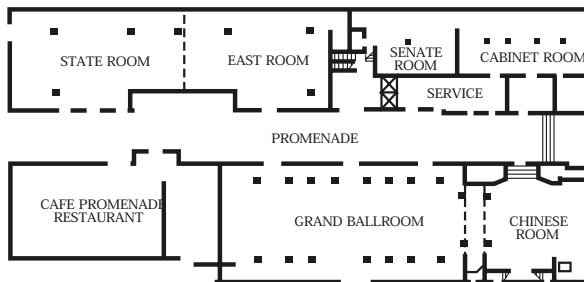 STATE ROOM
EAST ROOM
SENATE
ROOM
CABINET ROOM
SERVICE
PROMENADE
CAFE PROMENADE
RESTAURANT
GRAND BALLROOM
CHINESE
ROOM